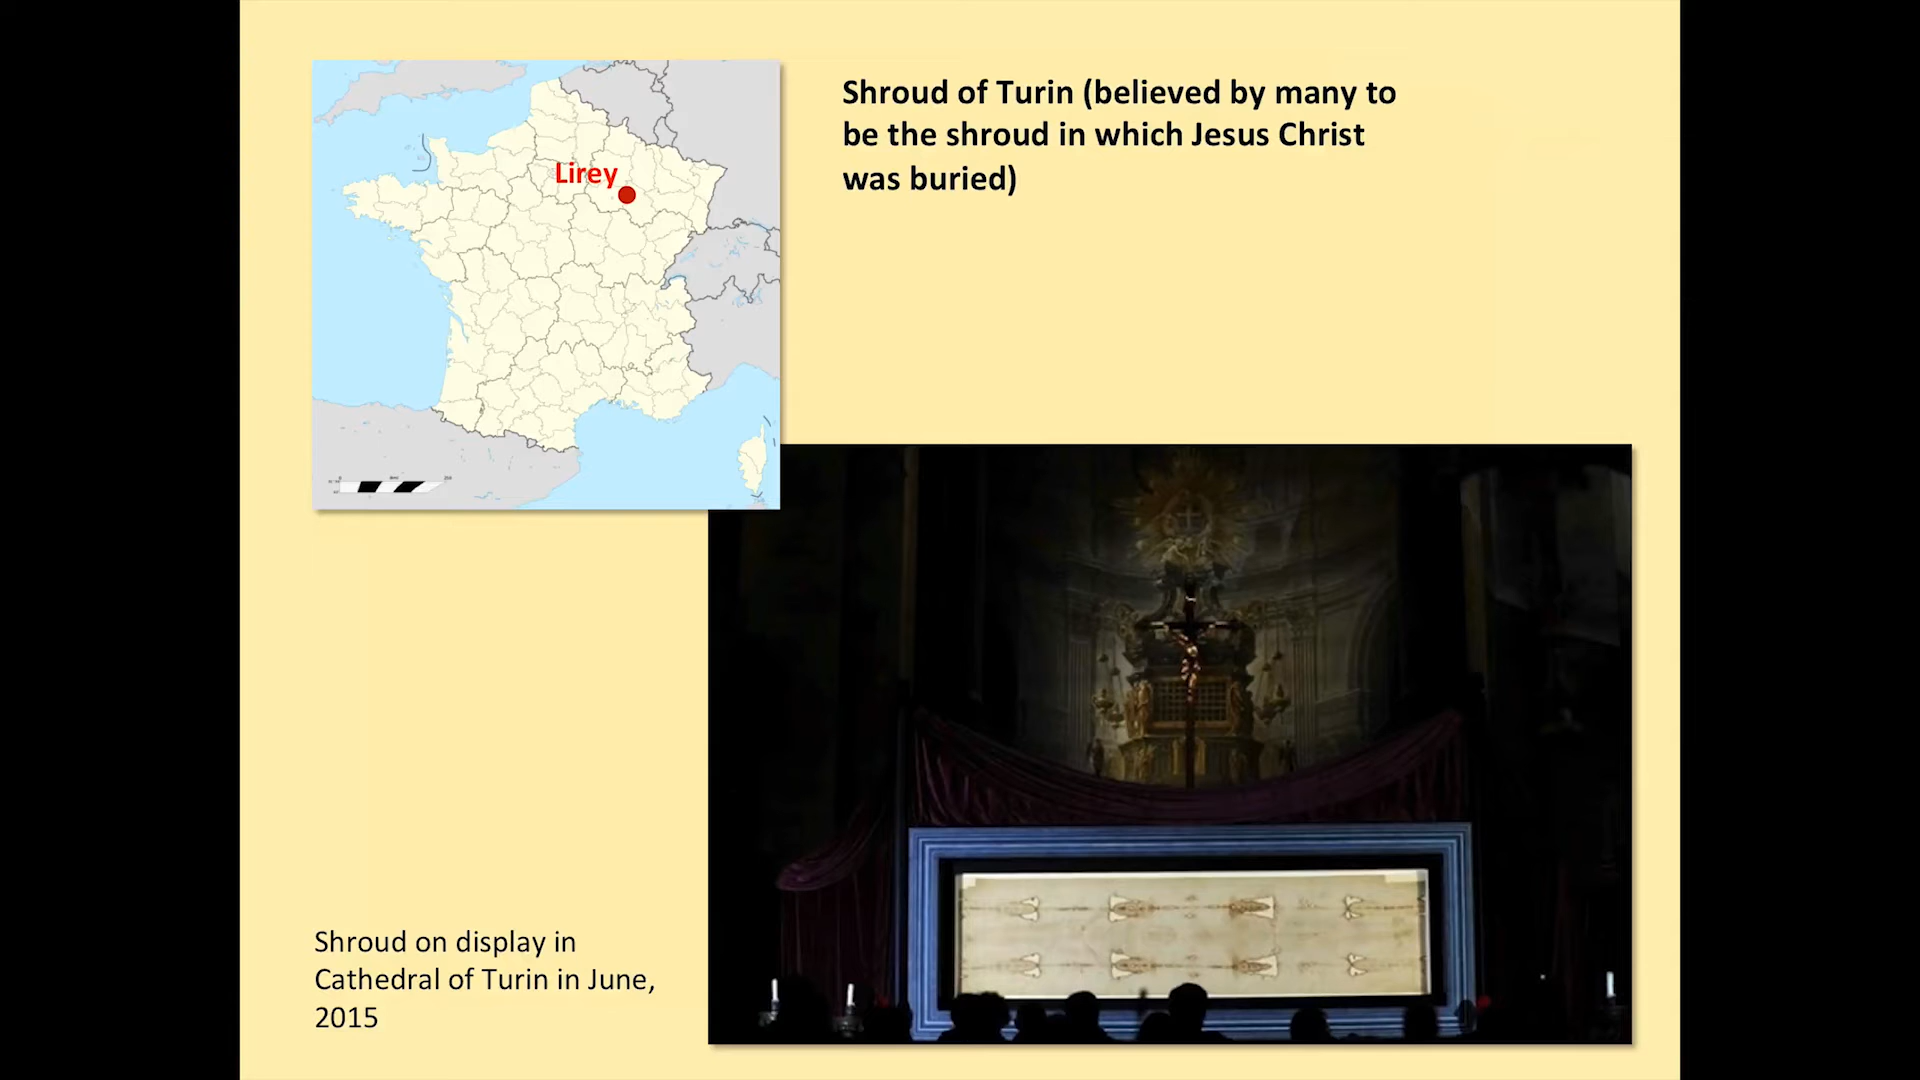 Lirey
Shroud of Turin (believed by many to
be the shroud in which Jesus Christ
was buried)
Shroud on display in
Cathedral of Turin in June,
2015